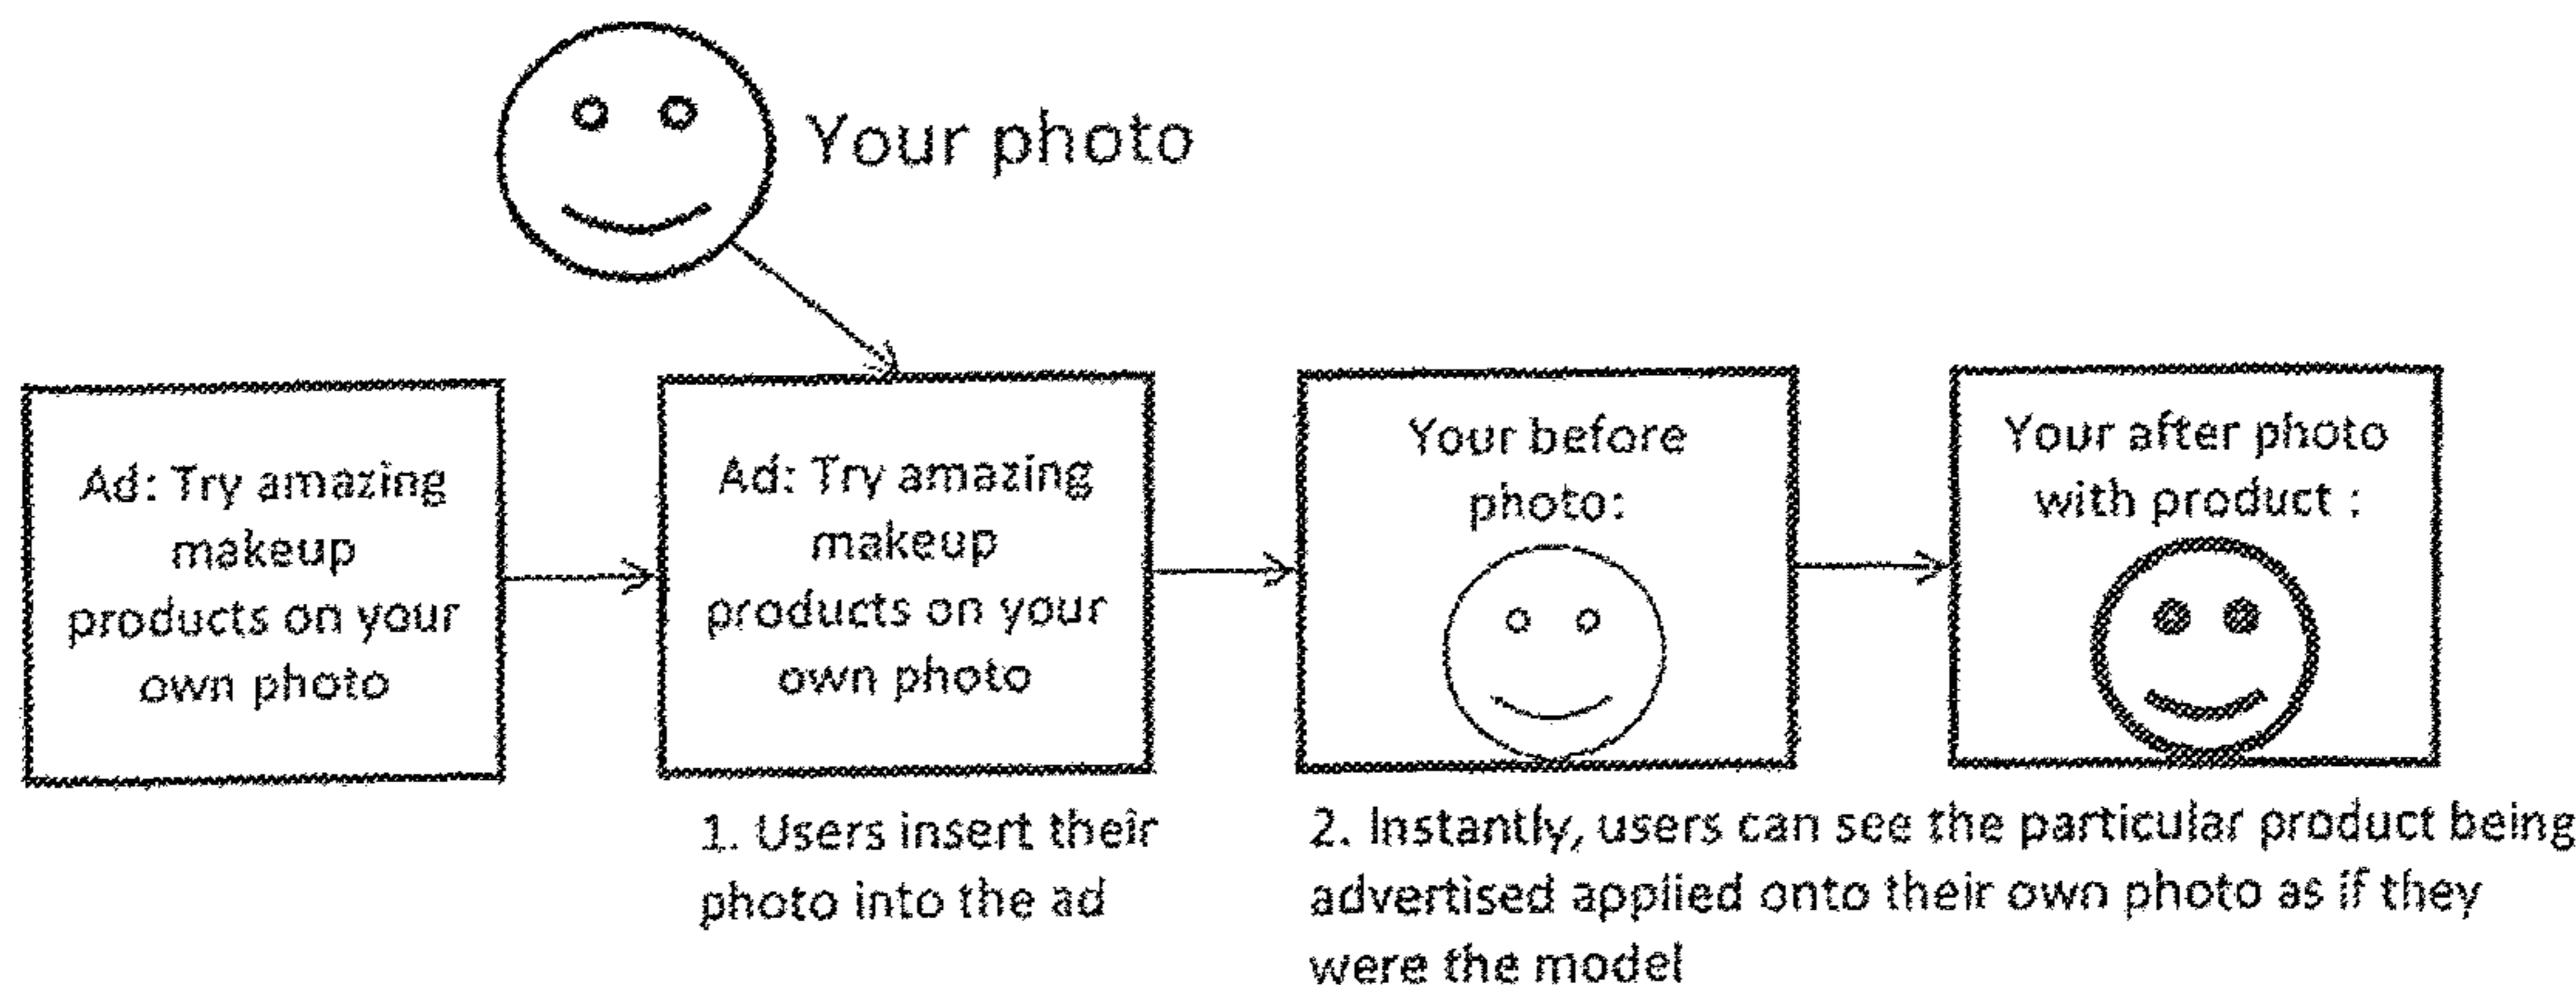 Your photo
Ad: Try amazing
makeup
products on your
own photo
Ad: Try amazing
makeup
products on your
own photo
Your before
photo:
Your after photo
with product :
1. Users insert their
photo into the ad
2. Instantly, users can see the particular product being
advertised applied onto their own photo as if they
were the model